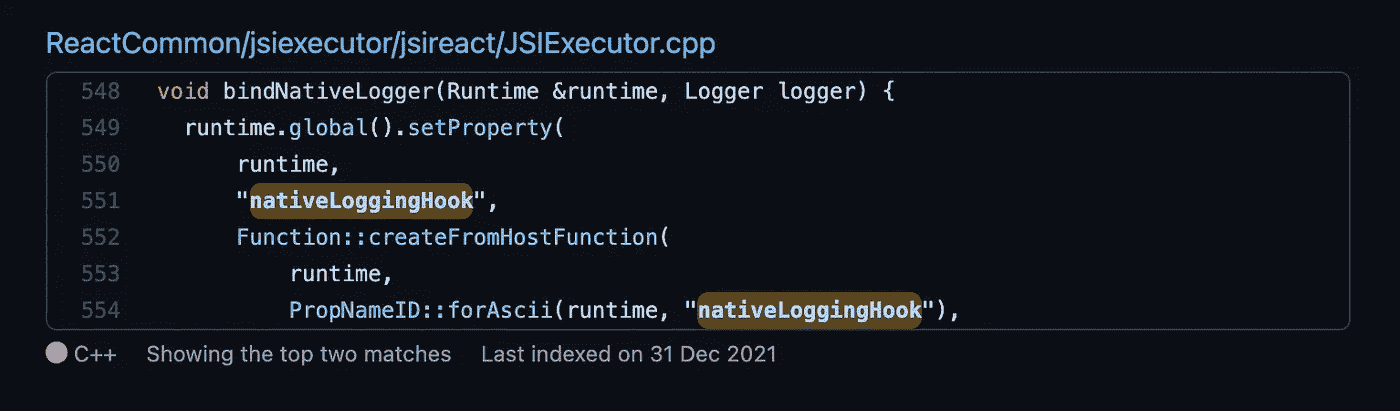 ReactCommon/jsiexecutor/jsireact/JSIExecutor.cpp
548 void bindNativeLogger(Runtime &runtime, Logger logger) {
549 runtime.global().setProperty(
550 runtime,
551 "nativeLoggingHook",
552 Function::createFromHostFunction(
553 runtime,
554 PropNameID::forAscii(runtime, "nativeLoggingHook"),
C++ Showing the top two matches Last indexed on 31 Dec 2021